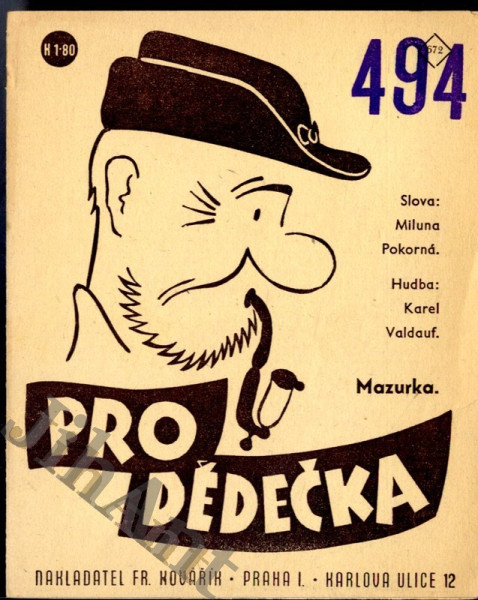 K 1·80
672
494
Slova:
Miluna
Pokorná.
Hudba:
Karel
Valdauf.
Mazurka.
PRO
DĚDEČKA
NAKLADATEL FR. KOVÁŘÍK · PRAHA I. · KARLOVA ULICE 12
JihAnt